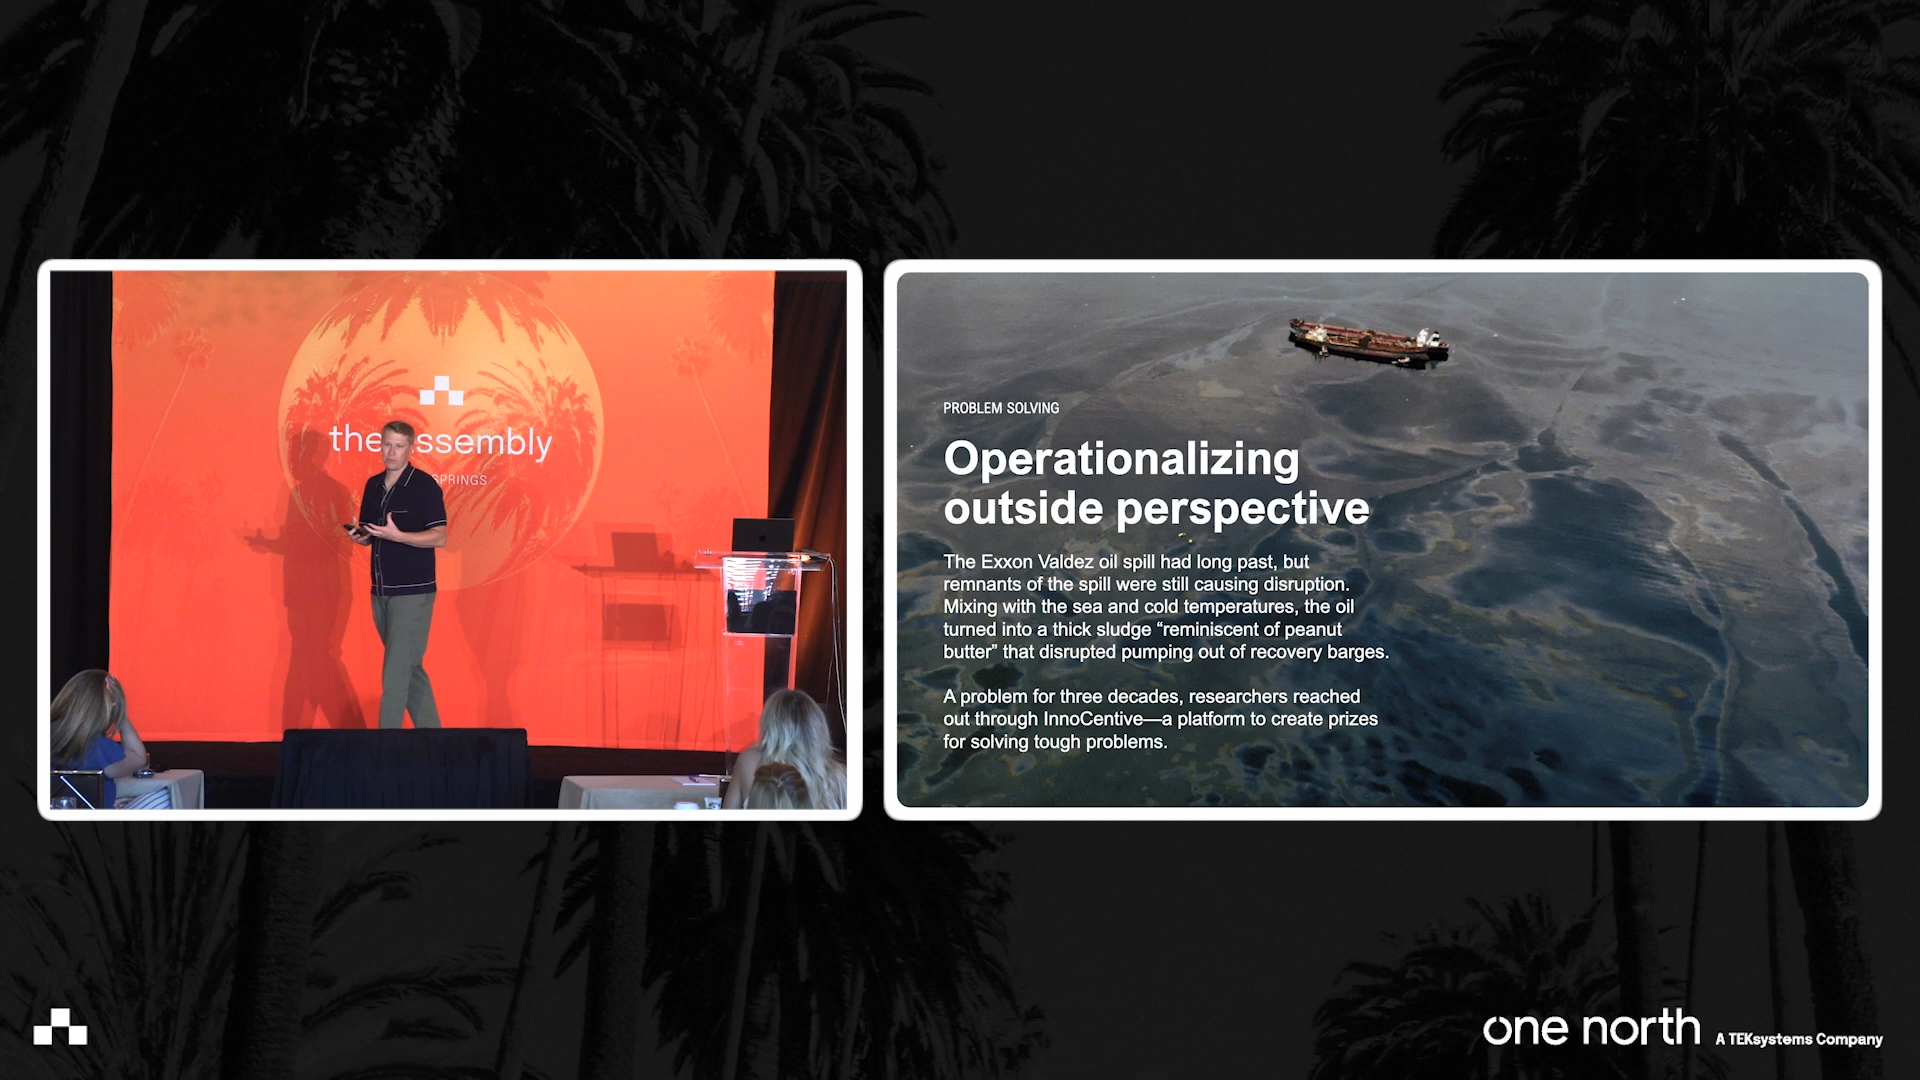 the assembly
SPRINGS
PROBLEM SOLVING
Operationalizing
outside perspective
The Exxon Valdez oil spill had long past, but
remnants of the spill were still causing disruption.
Mixing with the sea and cold temperatures, the oil
turned into a thick sludge “reminiscent of peanut
butter” that disrupted pumping out of recovery barges.
A problem for three decades, researchers reached
out through InnoCentive—a platform to create prizes
for solving tough problems.
one north A TEKsystems Company